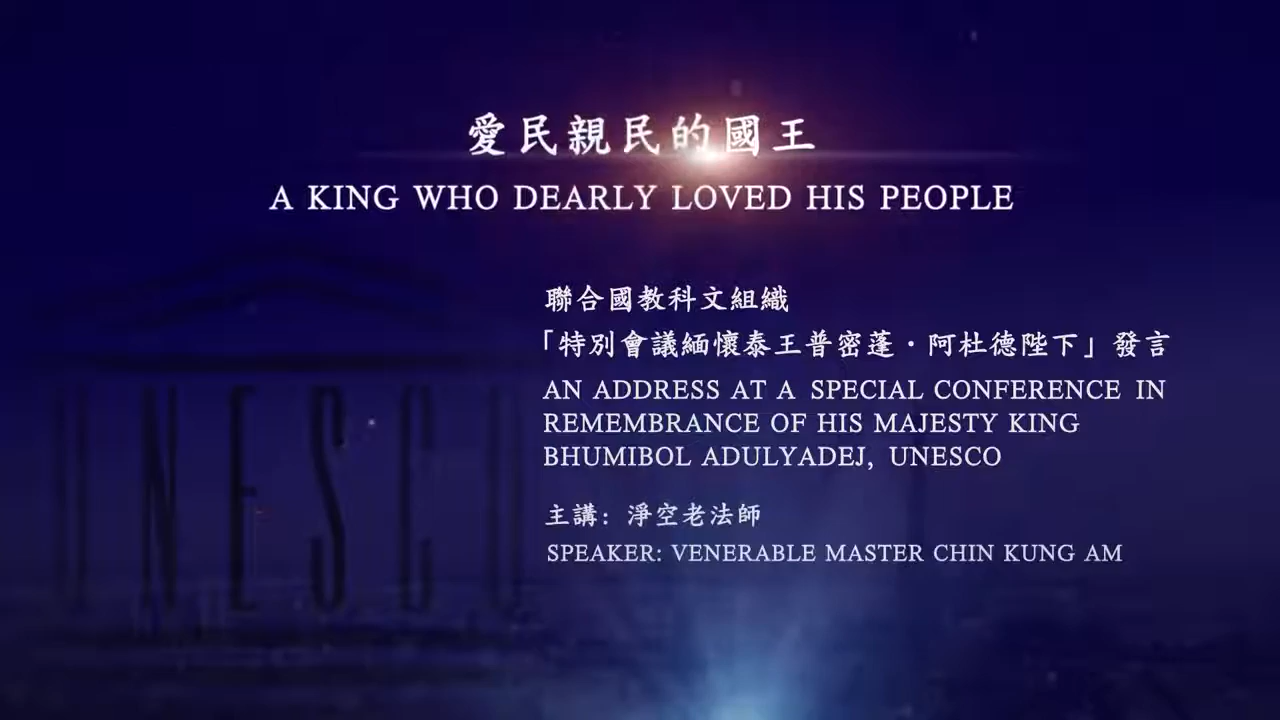 愛民親民的國王
A KING WHO DEARLY LOVED HIS PEOPLE
聯合國教科文組織
「特別會議緬懷泰王普密蓬·阿杜德陛下」發言
AN ADDRESS AT A SPECIAL CONFERENCE IN
REMEMBRANCE OF HIS MAJESTY KING
BHUMIBOL ADULYADEJ, UNESCO
主講: 淨空老法師
SPEAKER: VENERABLE MASTER CHIN KUNG AM
UNESCO